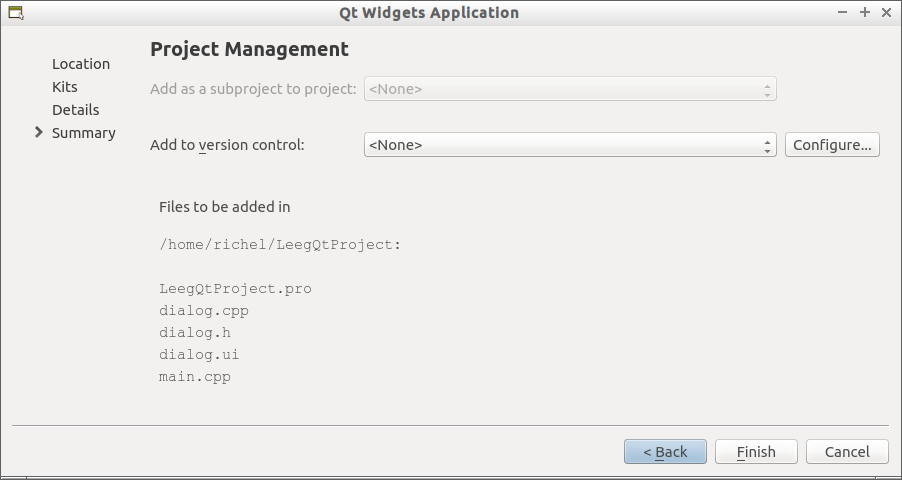 Qt Widgets Application
Location
Kits
Details
Summary
Project Management
Add as a subproject to project: <None>
Add to version control: <None> Configure...
Files to be added in
/home/richel/LeegQtProject:
LeegQtProject.pro
dialog.cpp
dialog.h
dialog.ui
main.cpp
< Back Finish Cancel